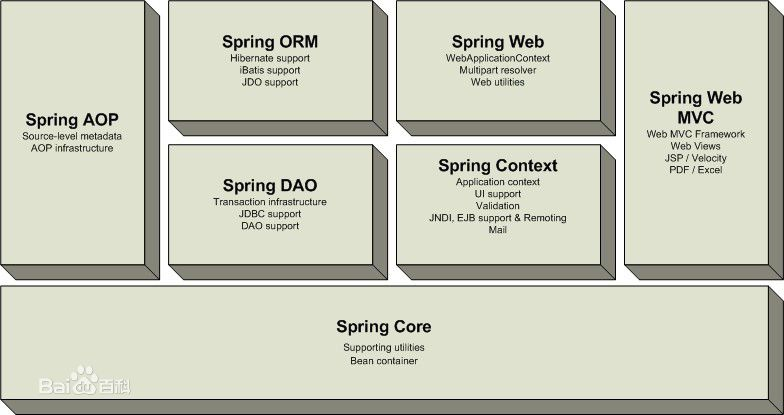 Spring AOP
Source-level metadata
AOP infrastructure
Spring ORM
Hibernate support
iBatis support
JDO support
Spring Web
WebApplicationContext
Multipart resolver
Web utilities
Spring Web
MVC
Web MVC Framework
Web Views
JSP / Velocity
PDF / Excel
Spring DAO
Transaction infrastructure
JDBC support
DAO support
Spring Context
Application context
UI support
Validation
JNDI, EJB support & Remoting
Mail
Spring Core
Supporting utilities
Bean container
Bai du 百科